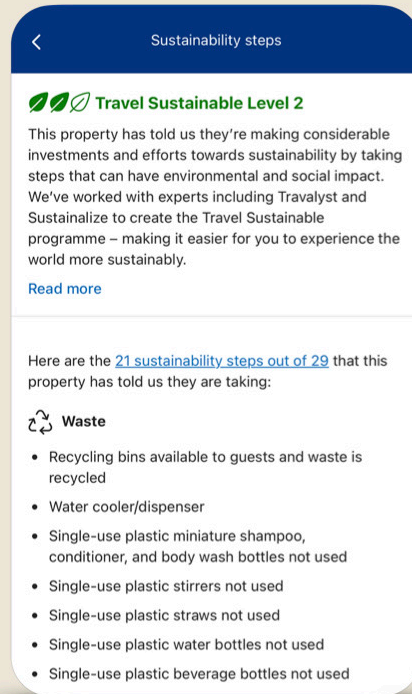 Sustainability steps
Travel Sustainable Level 2
This property has told us they're making considerable
investments and efforts towards sustainability by taking
steps that can have environmental and social impact.
We've worked with experts including Travalyst and
Sustainalize to create the Travel Sustainable
programme – making it easier for you to experience the
world more sustainably.
Read more
Here are the 21 sustainability steps out of 29 that this
property has told us they are taking:
Waste
• Recycling bins available to guests and waste is
recycled
• Water cooler/dispenser
• Single-use plastic miniature shampoo,
conditioner, and body wash bottles not used
• Single-use plastic stirrers not used
• Single-use plastic straws not used
• Single-use plastic water bottles not used
• Single-use plastic beverage bottles not used